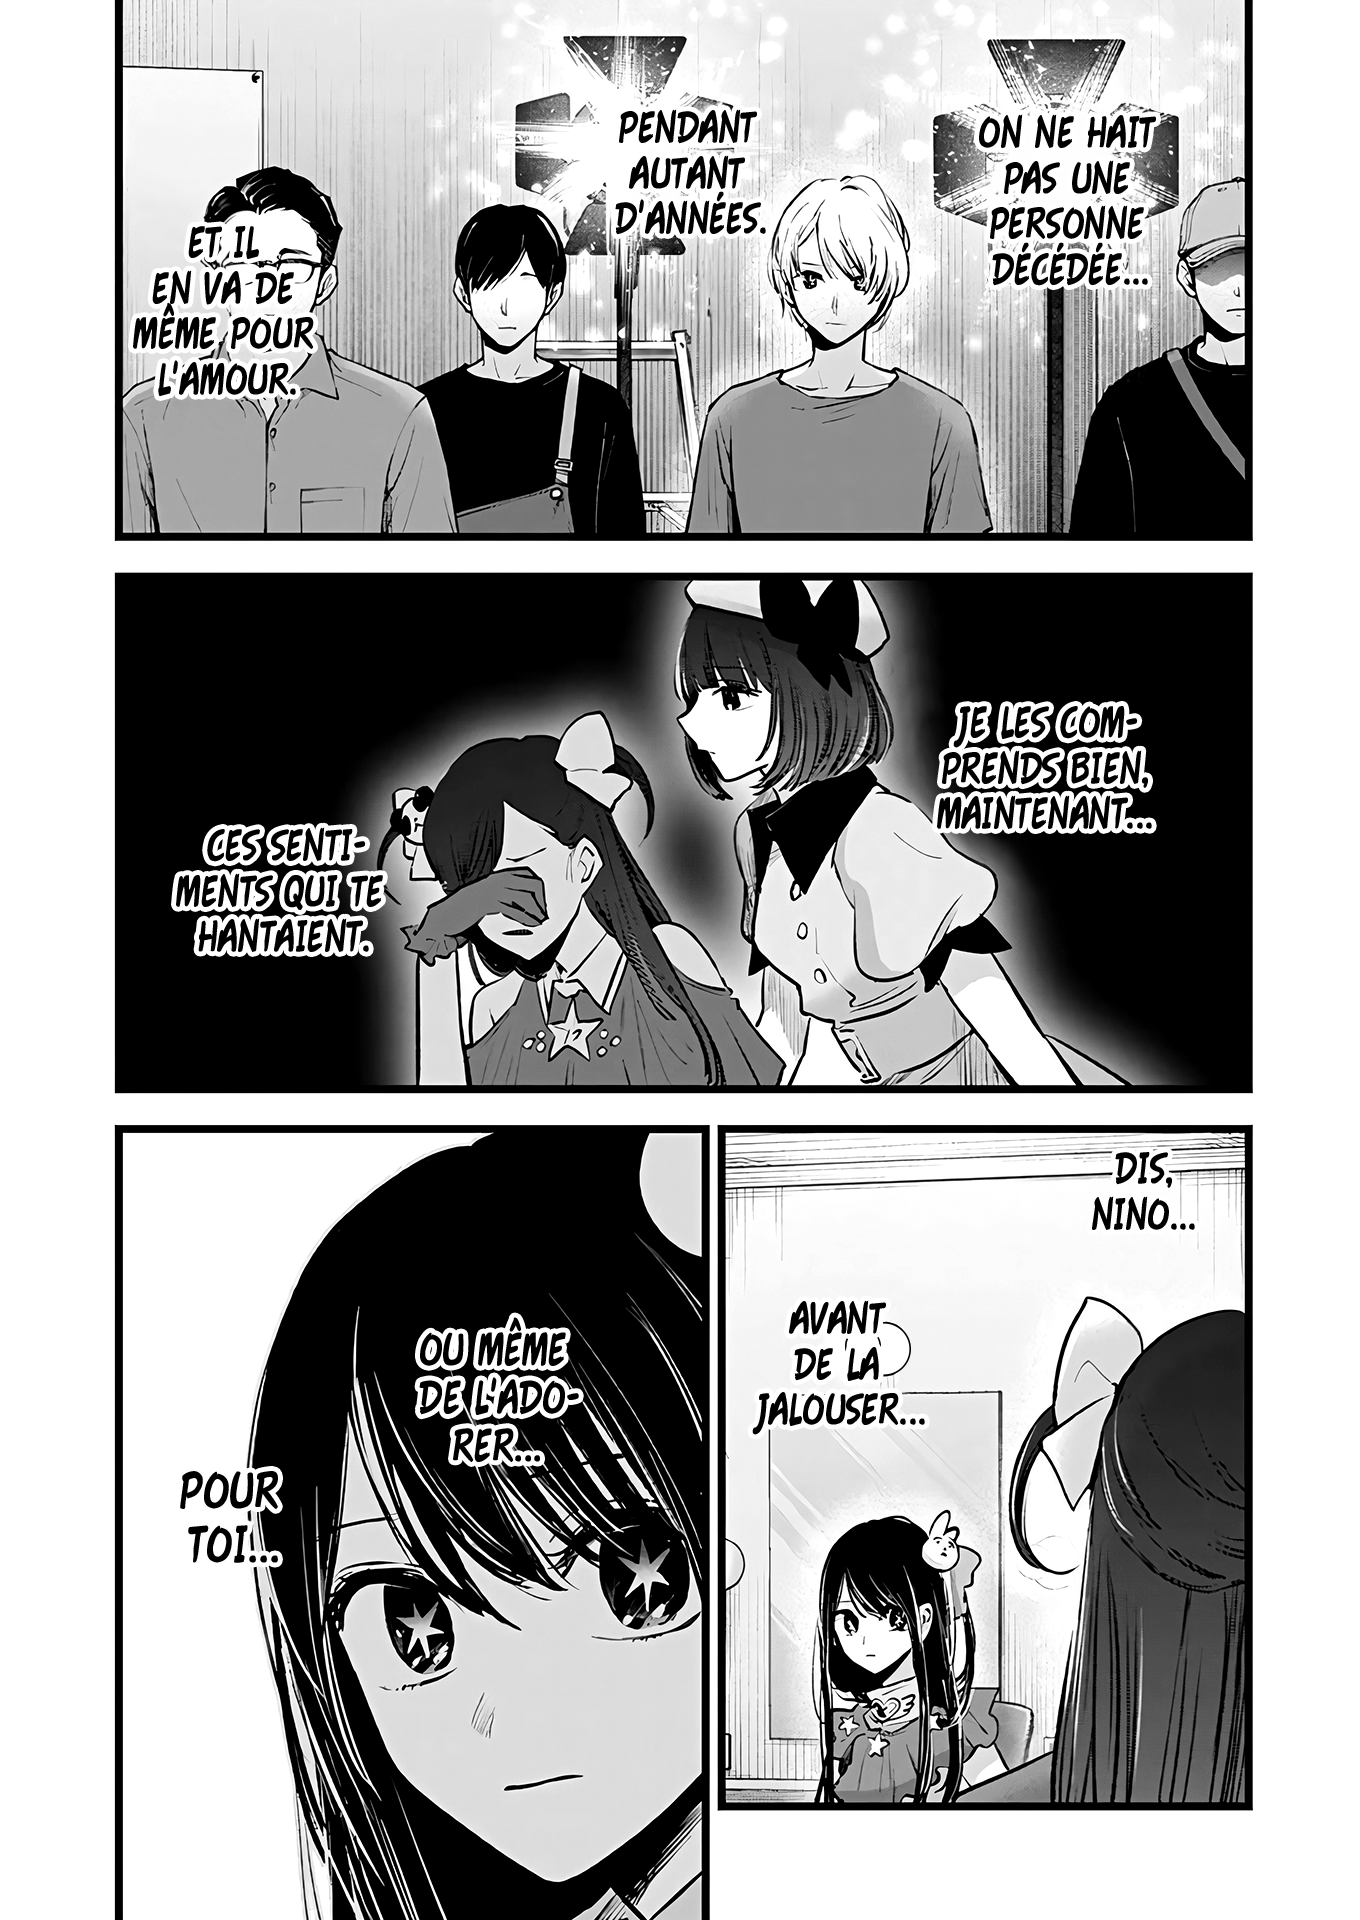 ON NE HAIT
PAS UNE
PERSONNE
DÉCÉDÉE...
PENDANT
AUTANT
D'ANNÉES.
ET IL
EN VA DE
MÊME POUR
L'AMOUR.
JE LES COM-
PRENDS BIEN,
MAINTENANT...
CES SENTI-
MENTS QUI TE
HANTAIENT.
DIS,
NINO...
AVANT
DE LA
JALOUSER...
OU MÊME
DE L'ADO-
RER...
POUR
TOI...